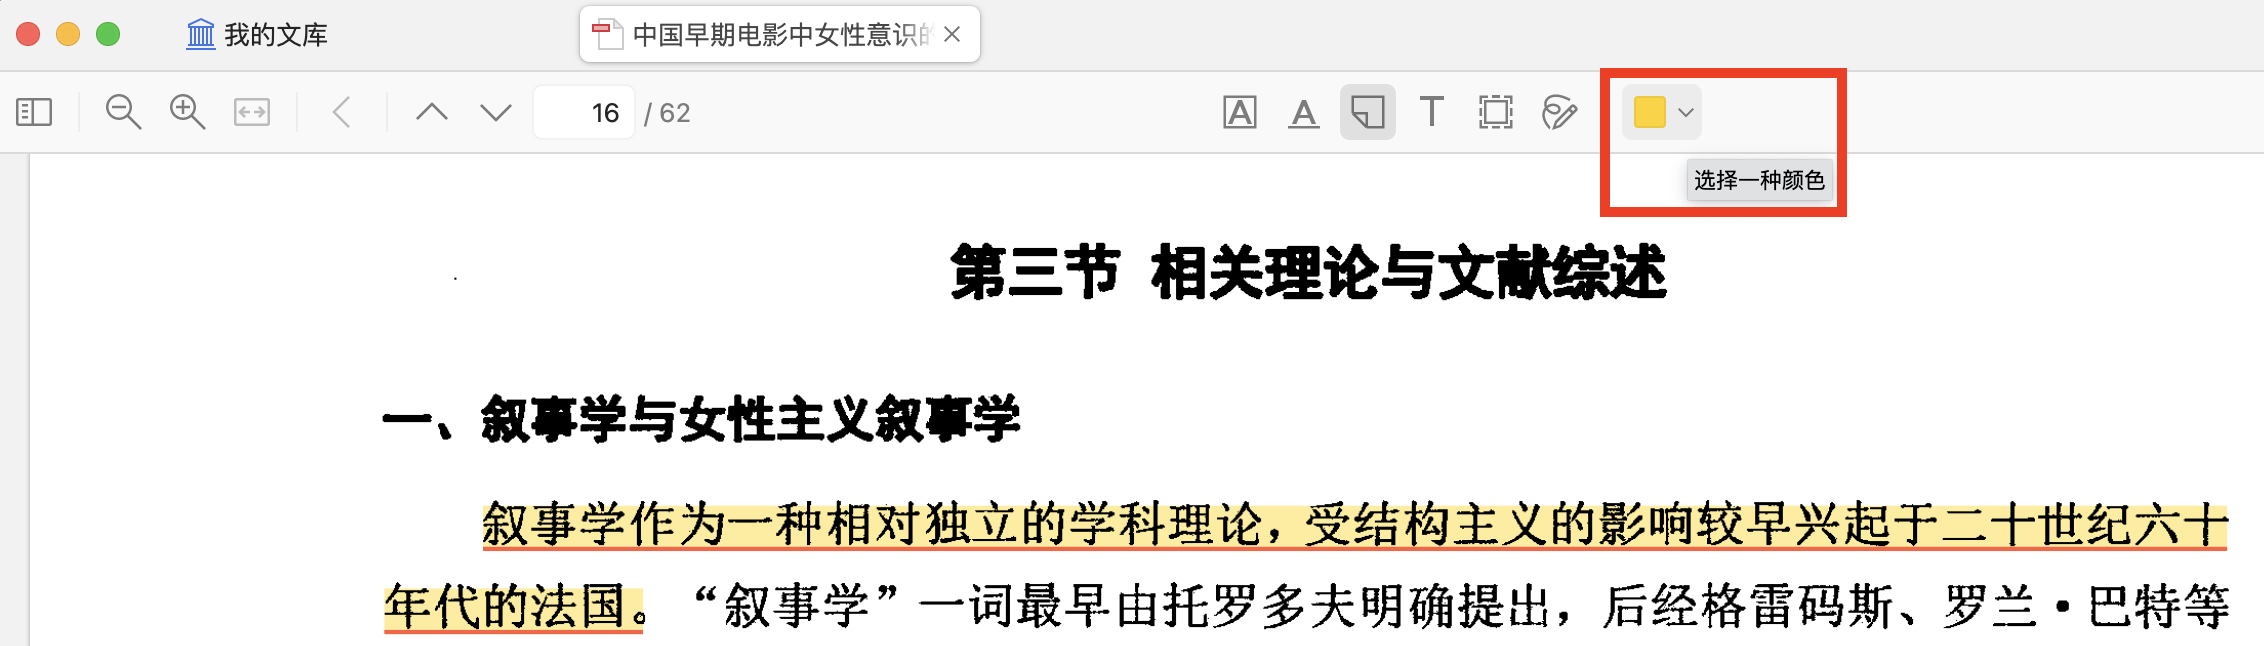 我的文库
中国早期电影中女性意识的
16 / 62
选择一种颜色
第三节 相关理论与文献综述
一、叙事学与女性主义叙事学
叙事学作为一种相对独立的学科理论，受结构主义的影响较早兴起于二十世纪六十
年代的法国。“叙事学”一词最早由托罗多夫明确提出，后经格雷码斯、罗兰·巴特等